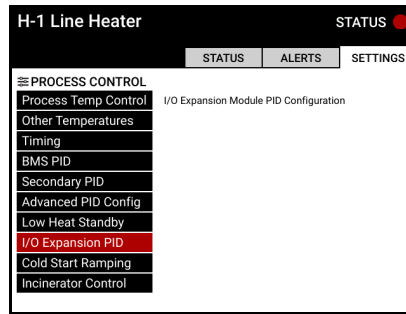 H-1 Line Heater
STATUS
STATUS ALERTS SETTINGS
PROCESS CONTROL
Process Temp Control
I/O Expansion Module PID Configuration
Other Temperatures
Timing
BMS PID
Secondary PID
Advanced PID Config
Low Heat Standby
I/O Expansion PID
Cold Start Ramping
Incinerator Control